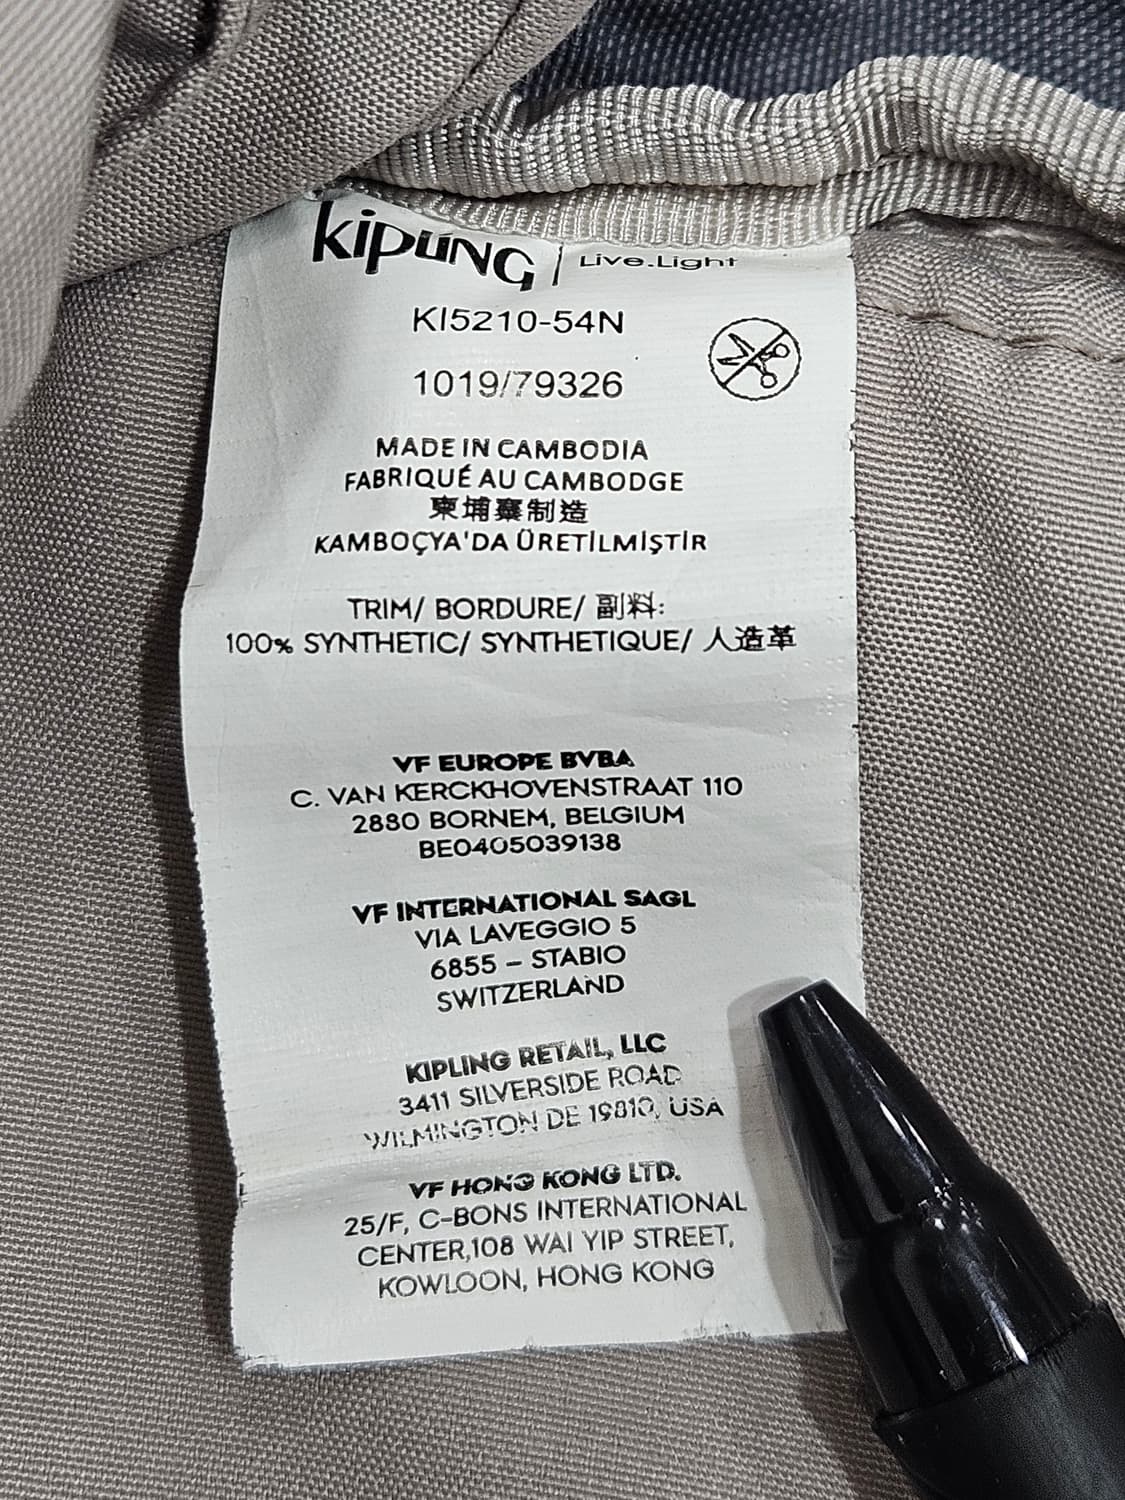 kipling | Live.Light
KI5210-54N
1019/79326
MADE IN CAMBODIA
FABRIQUÉ AU CAMBODGE
柬埔寨制造
KAMBOÇYA'DA ÜRETİLMİŞTİR
TRIM/ BORDURE/ 副料:
100% SYNTHETIC/ SYNTHETIQUE/ 人造革
VF EUROPE BVBA
C. VAN KERCKHOVENSTRAAT 110
2880 BORNEM, BELGIUM
BE0405039138
VF INTERNATIONAL SAGL
VIA LAVEGGIO 5
6855 – STABIO
SWITZERLAND
KIPLING RETAIL, LLC
3411 SILVERSIDE ROAD
WILMINGTON DE 19810, USA
VF HONG KONG LTD.
25/F, C-BONS INTERNATIONAL
CENTER,108 WAI YIP STREET,
KOWLOON, HONG KONG